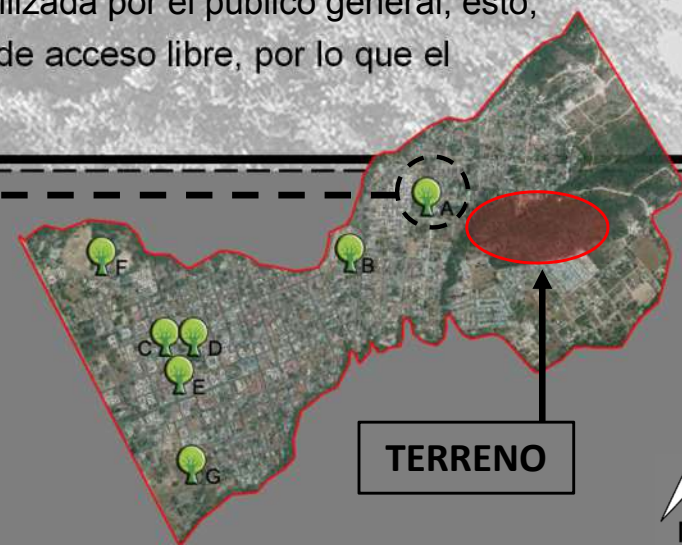 ilizada por el público general, esto,
de acceso libre, por lo que el
A
B
F
C
D
E
G
TERRENO